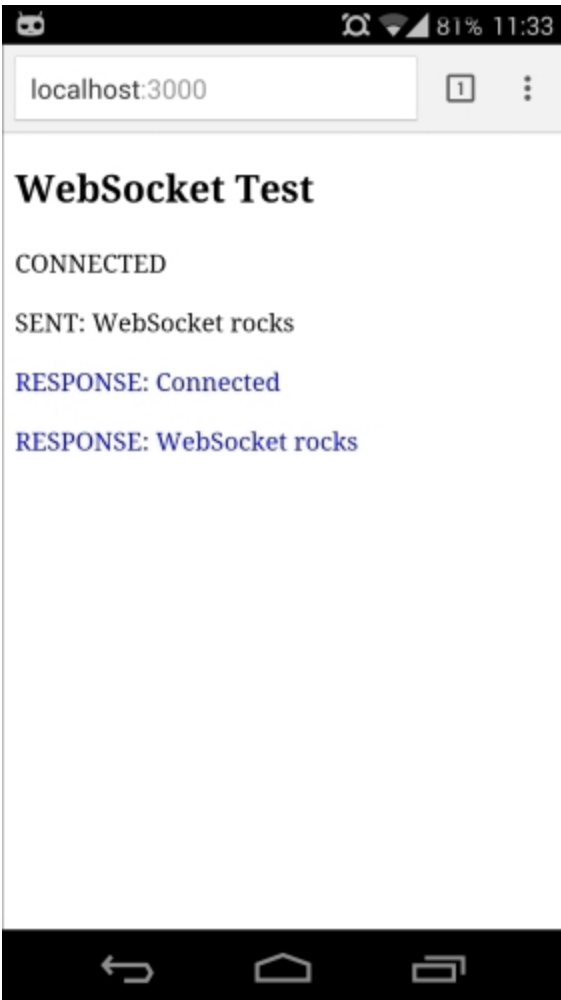 81% 11:33
localhost:3000
1
WebSocket Test
CONNECTED
SENT: WebSocket rocks
RESPONSE: Connected
RESPONSE: WebSocket rocks